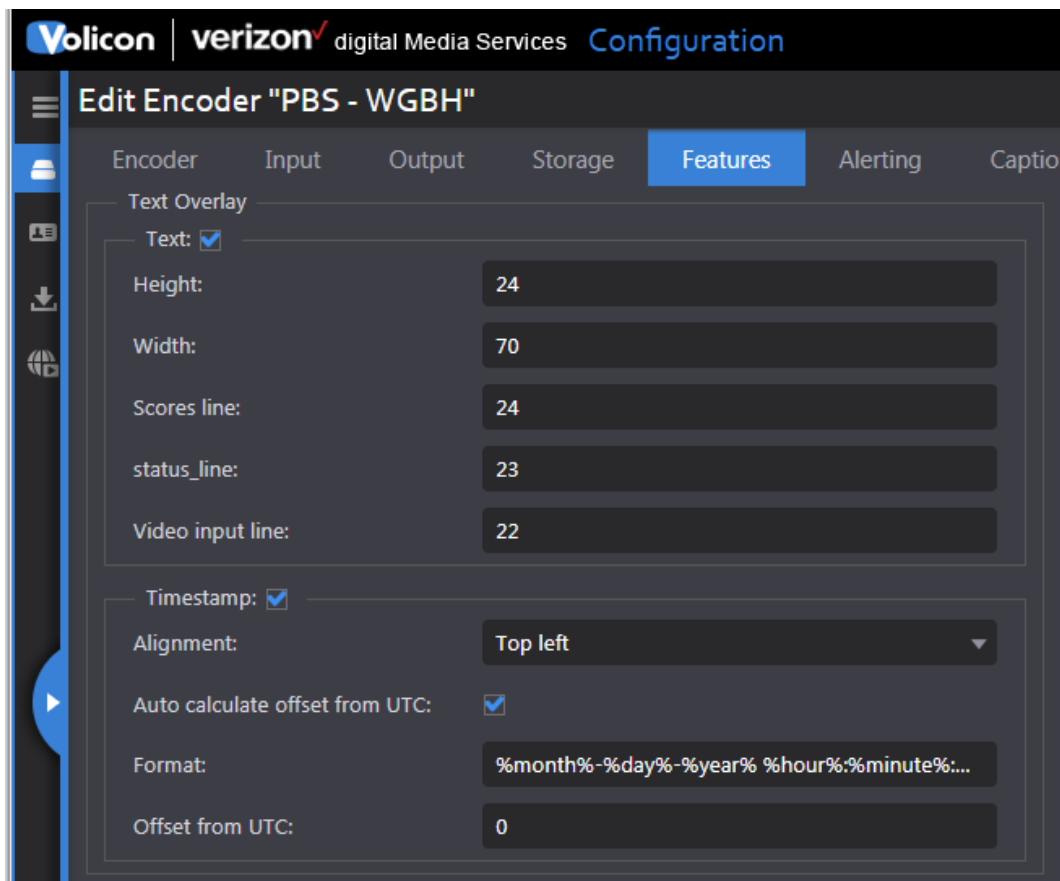 Volicon verizon✓ digital Media Services Configuration
Edit Encoder "PBS - WGBH"
Encoder Input Output Storage Features Alerting Captio
Text Overlay
Text:
Height: 24
Width: 70
Scores line: 24
status_line: 23
Video input line: 22
Timestamp:
Alignment: Top left
Auto calculate offset from UTC:
Format: %month%-%day%-%year% %hour%:%minute%:...
Offset from UTC: 0